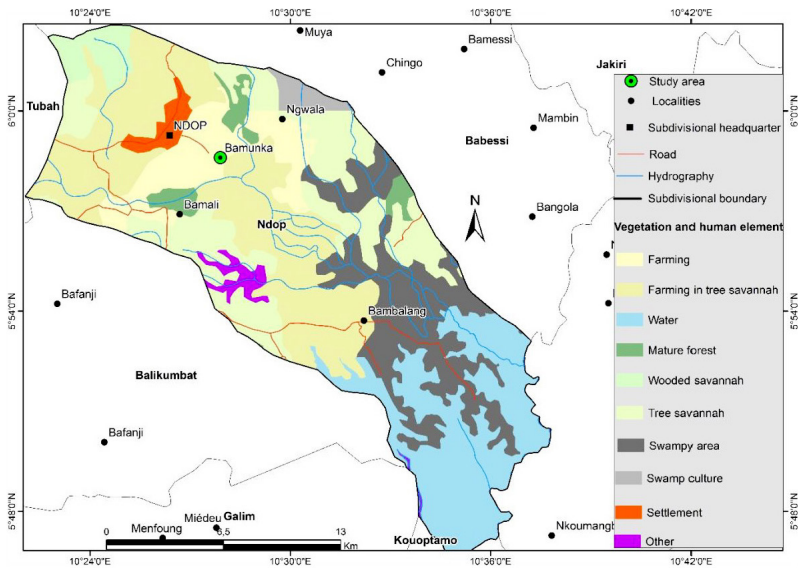 10°24'0"E
10°30'0"E
10°36'0"E
10°42'0"E
Muya
Bamessi
Chingo
Jakiri
6°0'0"N
Tubah
NDOP
Ngwala
Mambin
Babessi
Bamunka
N
Bamali
Bangola
Ndop
5°54'0"N
Bafanji
Bambalang
Balikumbat
Bafanji
5°48'0"N
Miédeu
Galim
Menfoung
Kouoptamo
Nkoumangb
0
6,5
13
Km
Study area
Localities
Subdivisional headquarter
Road
Hydrography
Subdivisional boundary
Vegetation and human element
Farming
Farming in tree savannah
Water
Mature forest
Wooded savannah
Tree savannah
Swampy area
Swamp culture
Settlement
Other
6°0'0"N
5°54'0"N
5°48'0"N
10°24'0"E
10°30'0"E
10°36'0"E
10°42'0"E